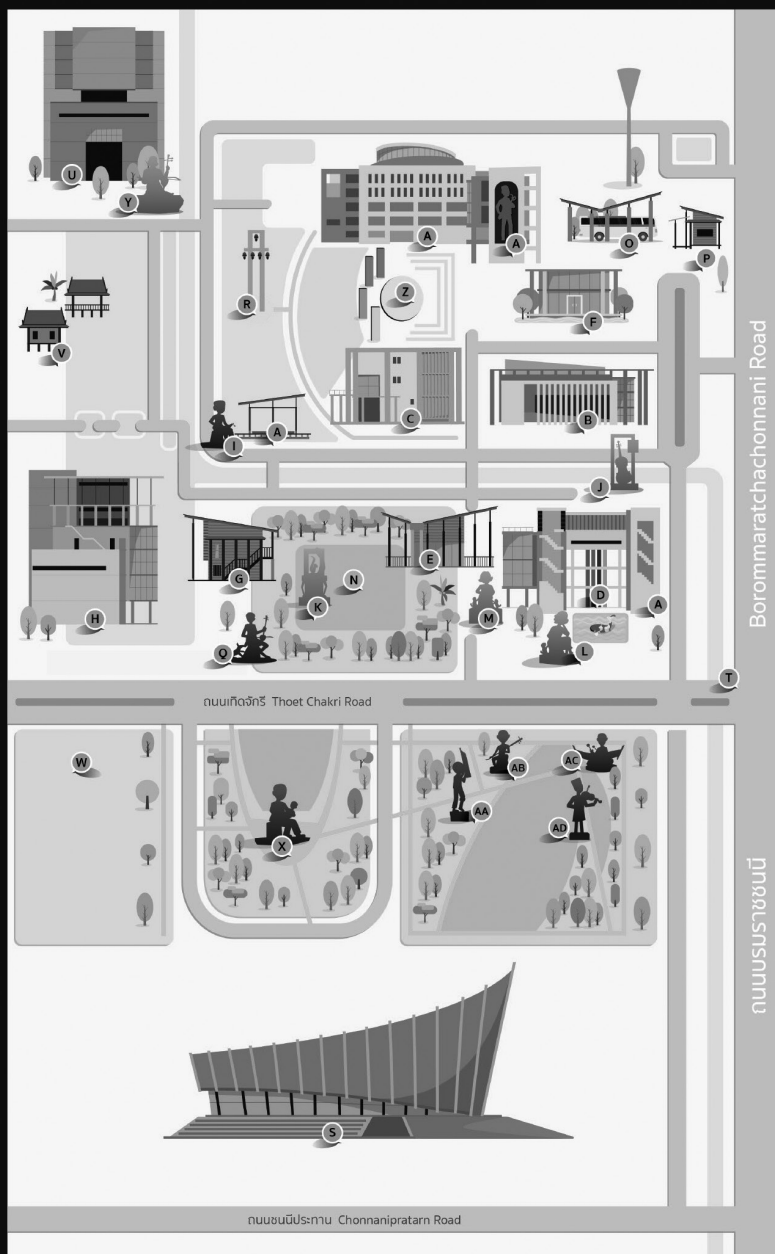 U
Y
A
A
O
P
R
Z
F
V
C
B
I
A
J
G
E
N
K
D
A
H
M
Q
L
T
ถนนเทิดจักรี Thoet Chakri Road
Borommaratchachonnani Road
W
AB
AC
AA
AD
X
ถนนบรมราชชนนี
S
ถนนชนนีประทาน Chonnanipratarn Road